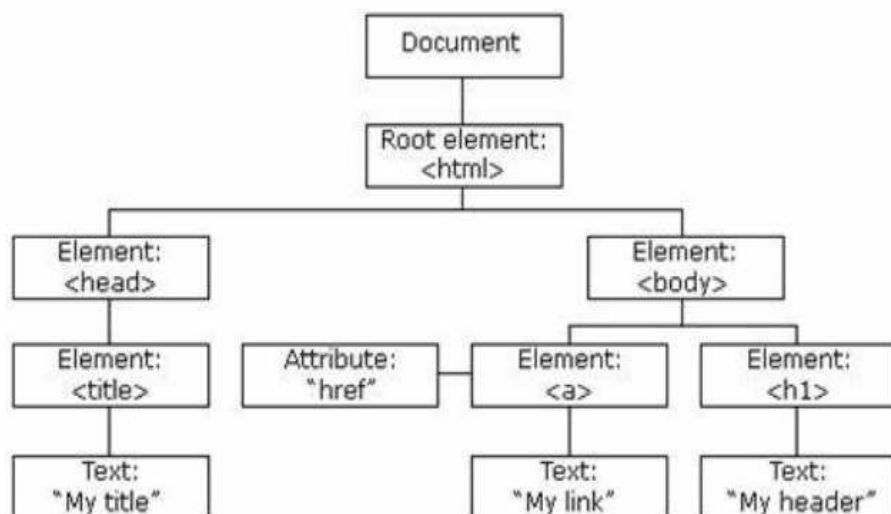 Document
Root element:
<html>
Element:
<head>
Element:
<body>
Element:
<title>
Attribute:
“href”
Element:
<a>
Element:
<h1>
Text:
“My title”
Text:
“My link”
Text:
“My header”